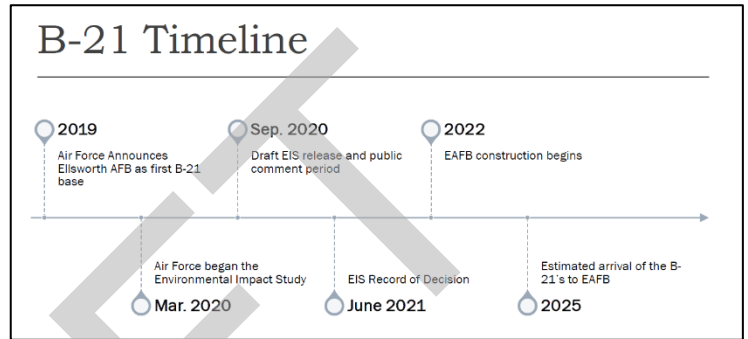 B-21 Timeline
2019
Air Force Announces
Ellsworth AFB as first B-21
base
Sep. 2020
Draft EIS release and public
comment period
2022
EAFB construction begins
Air Force began the
Environmental Impact Study
Mar. 2020
EIS Record of Decision
June 2021
Estimated arrival of the B-
21's to EAFB
2025